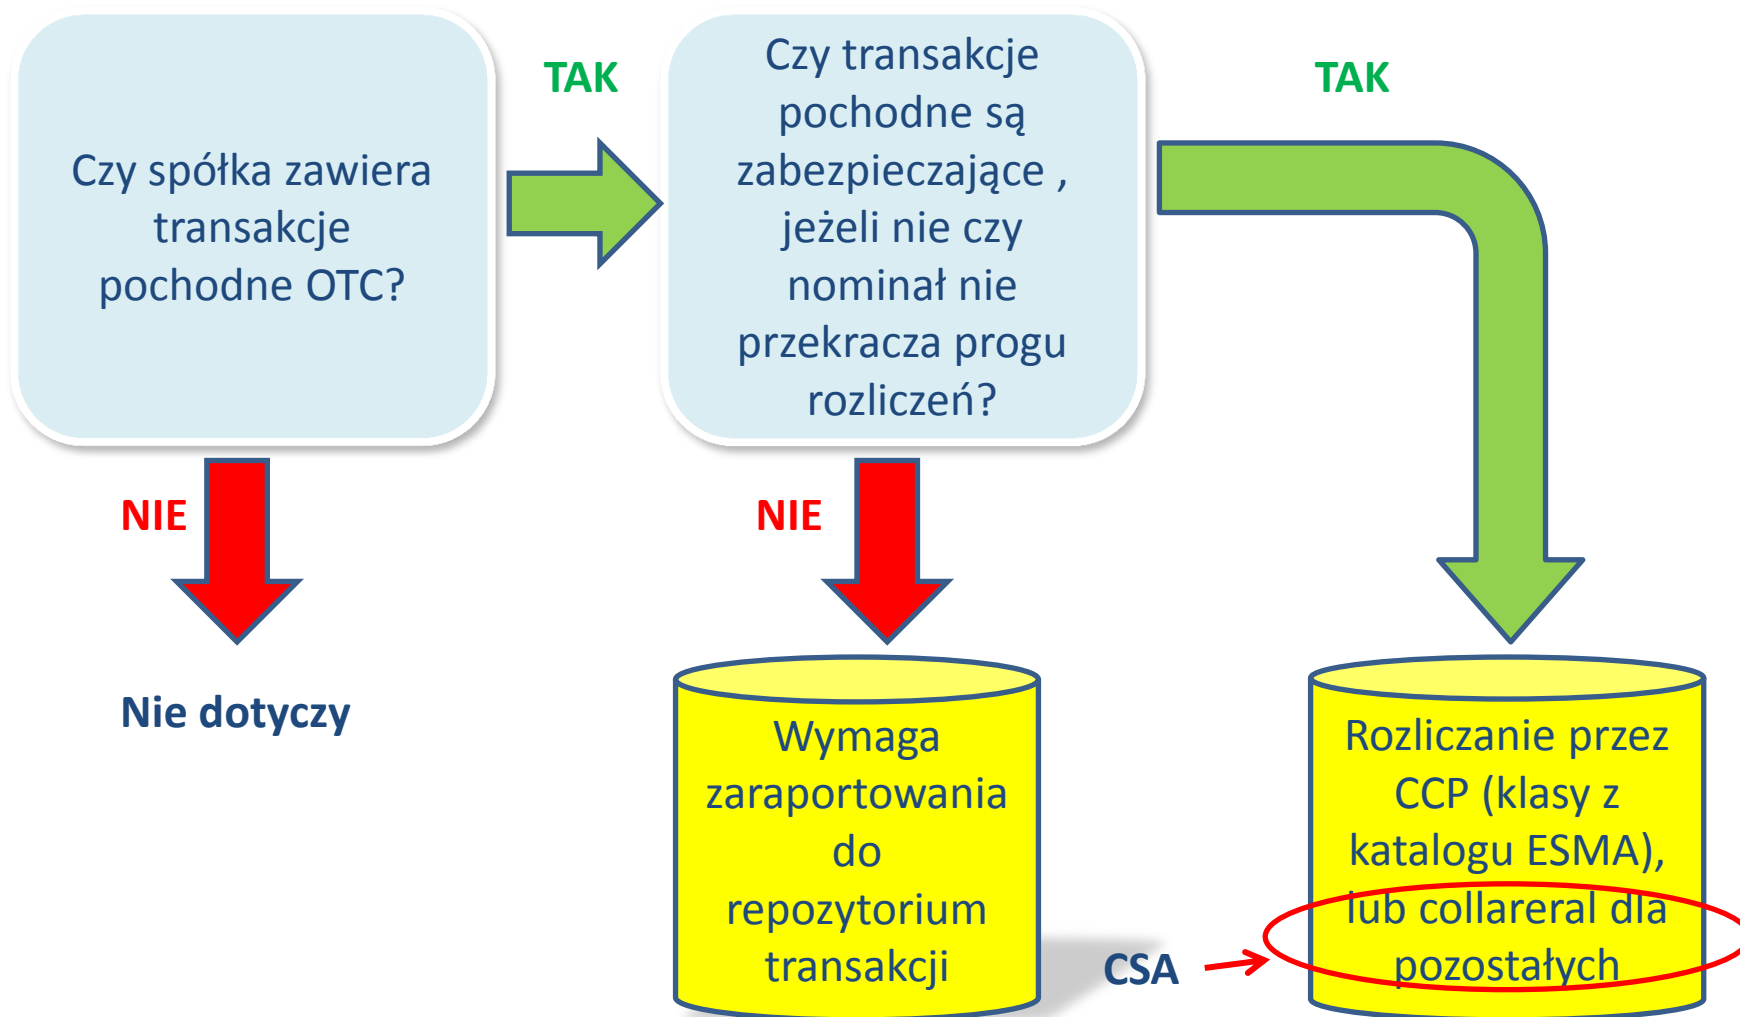 Czy spółka zawiera
transakcje
pochodne OTC?
TAK
Czy transakcje
pochodne są
zabezpieczające ,
jeżeli nie czy
nominał nie
przekracza progu
rozliczeń?
TAK
NIE
NIE
Nie dotyczy
Wymaga
zaraportowania
do
repozytorium
transakcji
CSA
Rozliczanie przez
CCP (klasy z
katalogu ESMA),
lub collareral dla
pozostałych